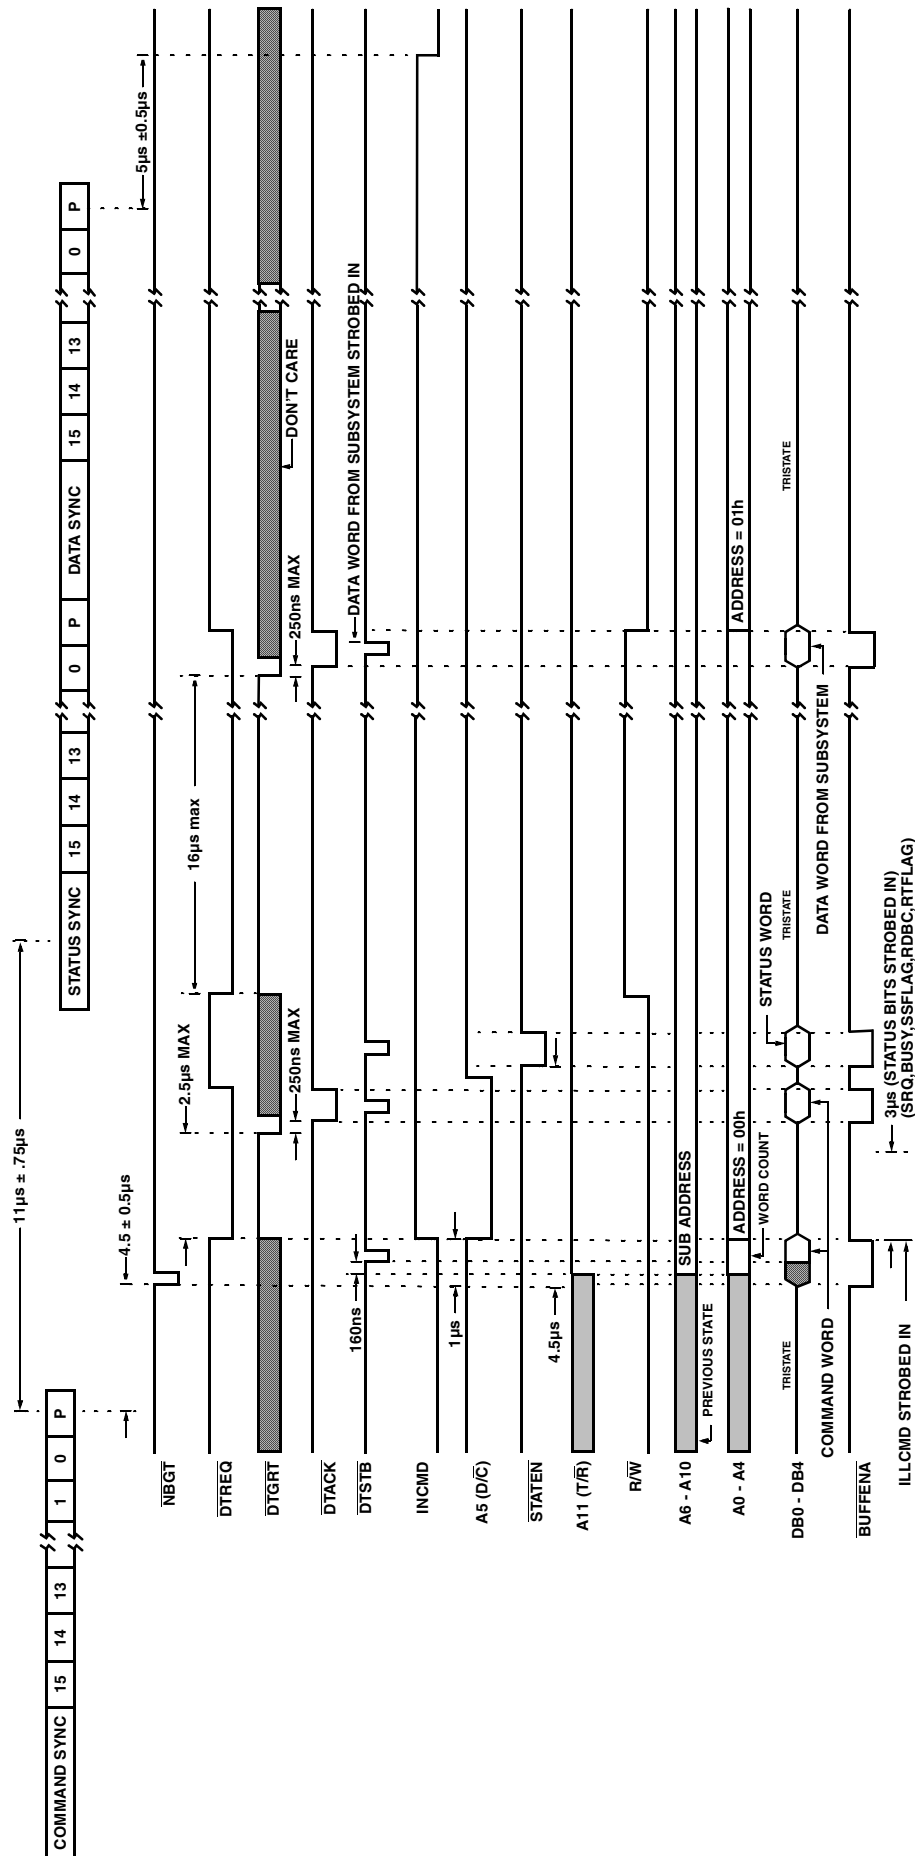 COMMAND SYNC 15 14 13 1 0 P
STATUS SYNC 15 14 13 0 P DATA SYNC 15 14 13 0 P
11µs ± .75µs
4.5 ± 0.5µs
5µs ±0.5µs
NBGT
2.5µs MAX
16µs max
DTREQ
DTGRT
DON'T CARE
250ns MAX
250ns MAX
DTACK
DATA WORD FROM SUBSYSTEM STROBED IN
DTSTB
160ns
INCMD
1µs
A5 (D/C)
STATEN
4.5µs
A11 (T/R)
R/W
A6 - A10
SUB ADDRESS
PREVIOUS STATE
A0 - A4
ADDRESS = 00h
ADDRESS = 01h
WORD COUNT
STATUS WORD
TRISTATE
TRISTATE
TRISTATE
DB0 - DB4
DATA WORD FROM SUBSYSTEM
COMMAND WORD
BUFFENA
3µs (STATUS BITS STROBED IN)
(SRQ,BUSY,SSFLAG,RDBC,RTFLAG)
ILLCMD STROBED IN